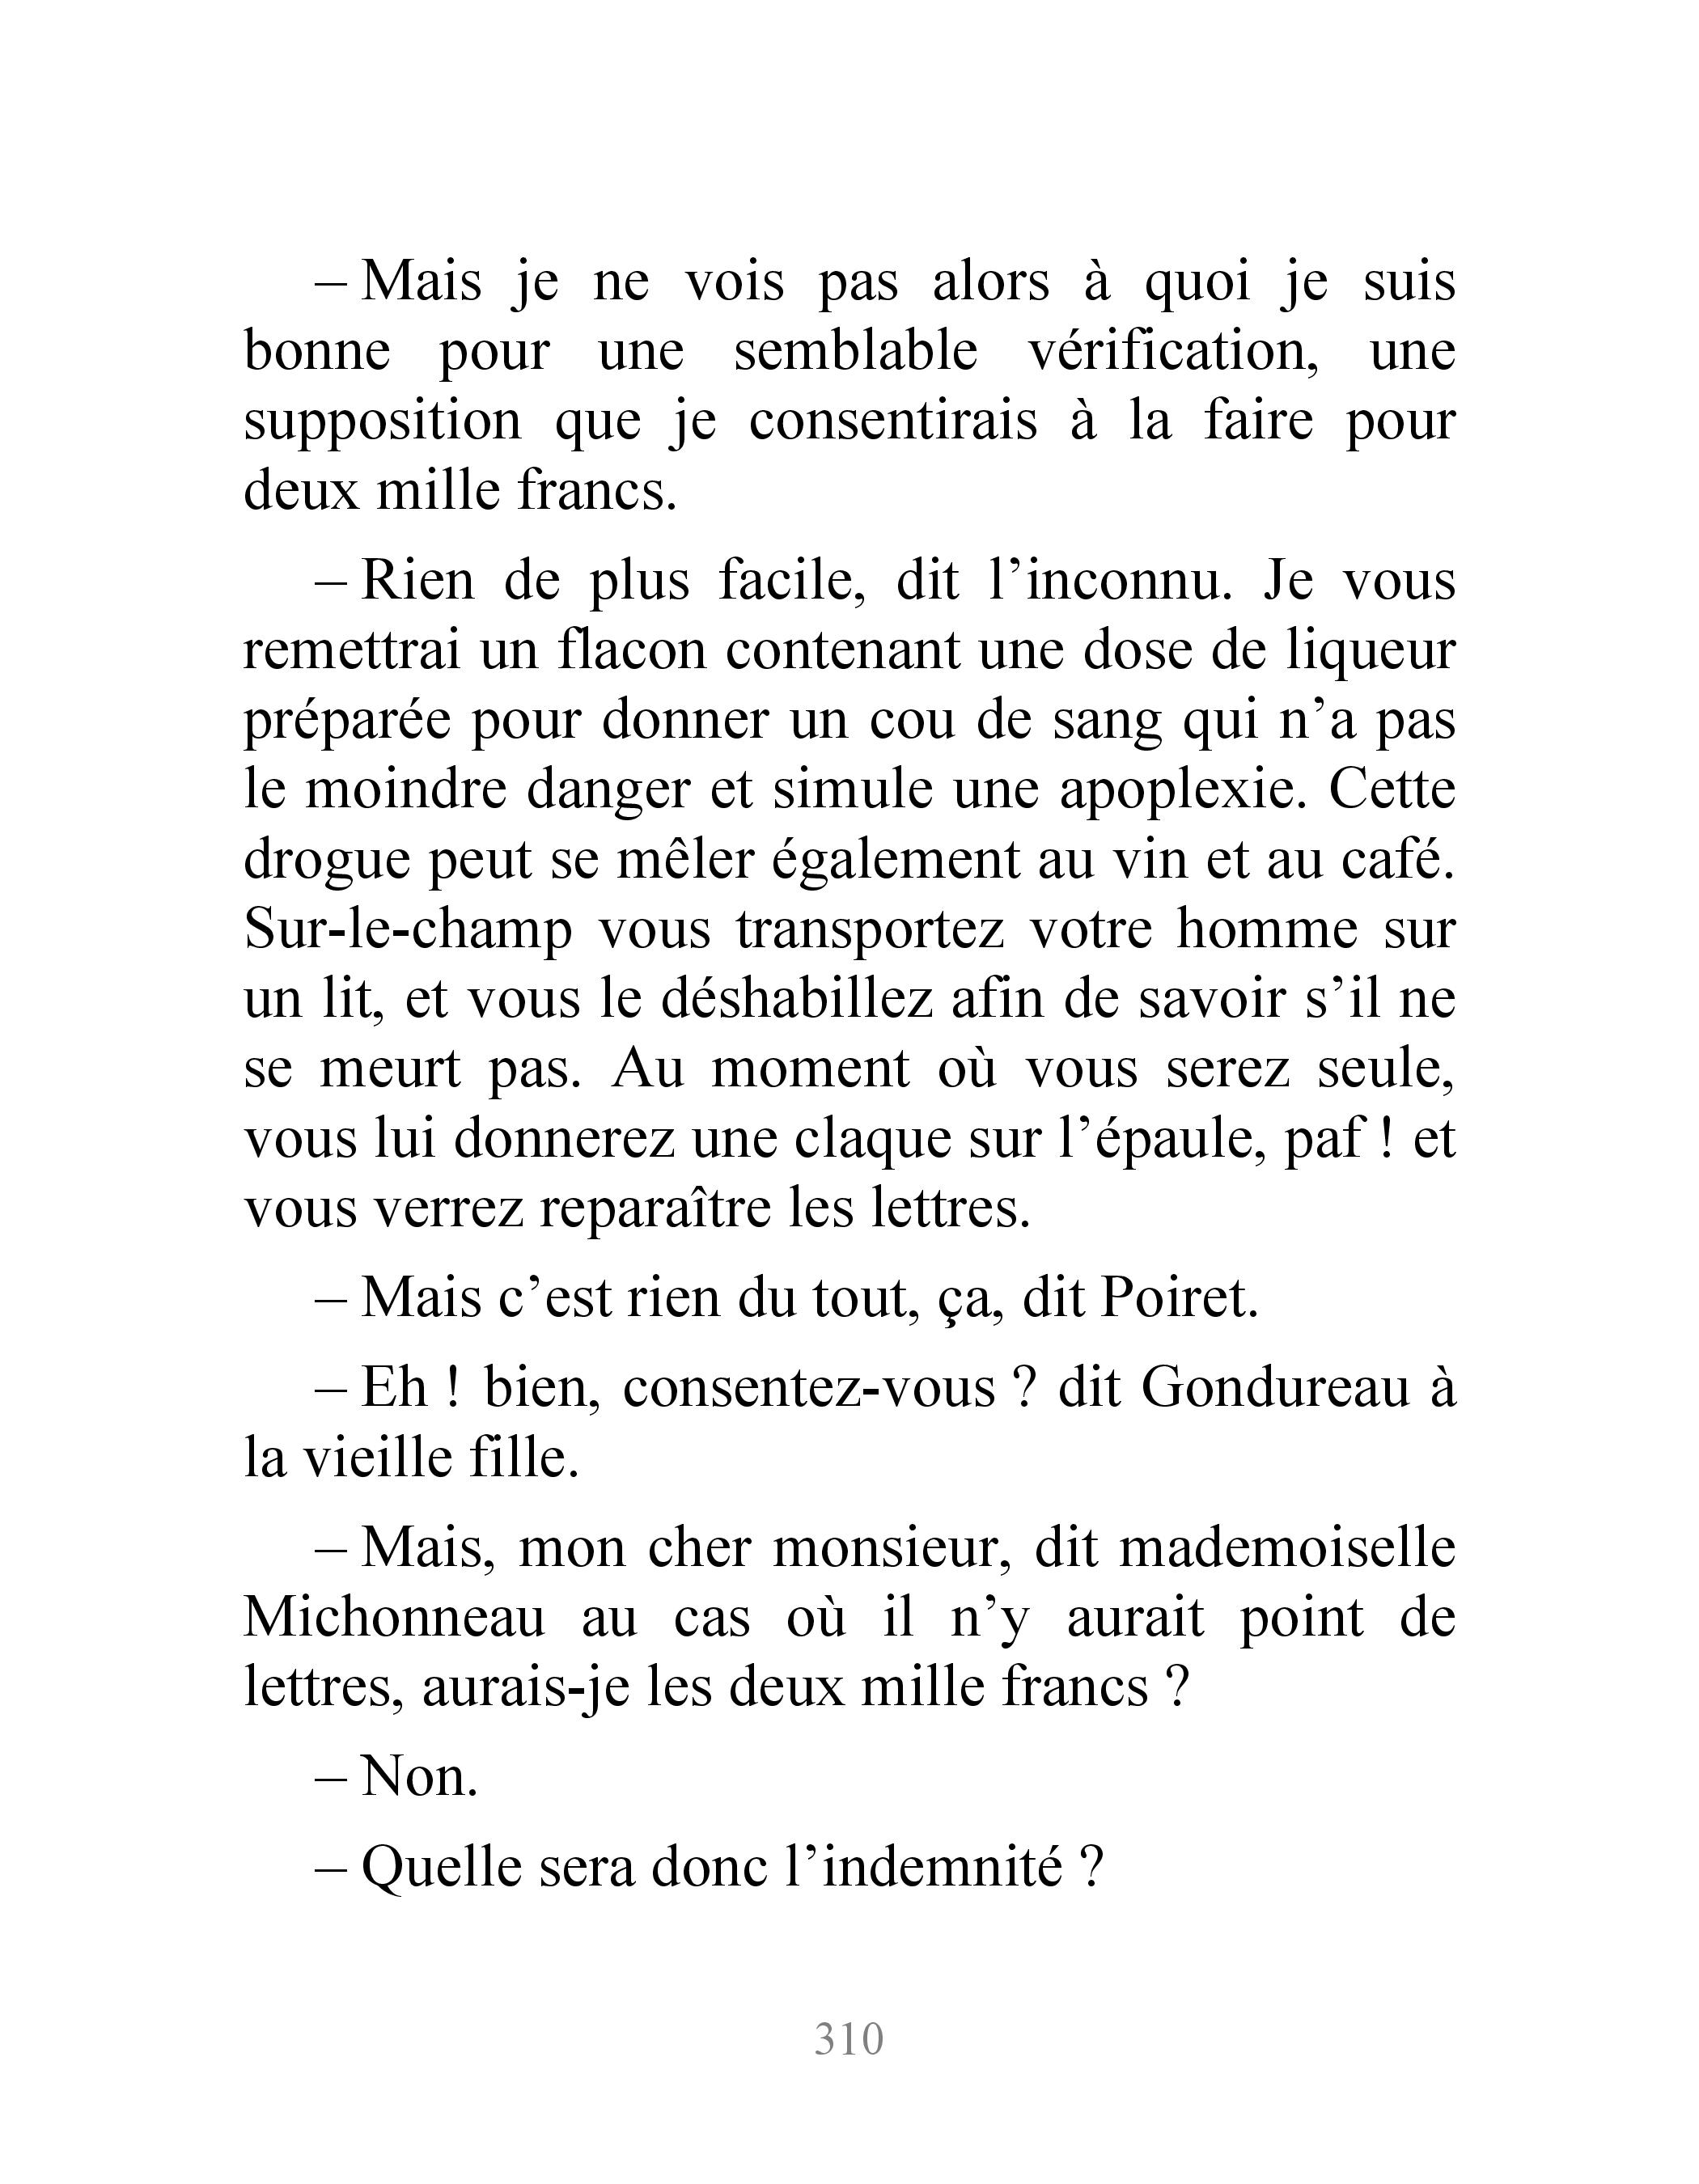 – Mais je ne vois pas alors à quoi je suis
bonne pour une semblable vérification, une
supposition que je consentirais à la faire pour
deux mille francs.
– Rien de plus facile, dit l’inconnu. Je vous
remettrai un flacon contenant une dose de liqueur
préparée pour donner un cou de sang qui n’a pas
le moindre danger et simule une apoplexie. Cette
drogue peut se mêler également au vin et au café.
Sur-le-champ vous transportez votre homme sur
un lit, et vous le déshabillez afin de savoir s’il ne
se meurt pas. Au moment où vous serez seule,
vous lui donnerez une claque sur l’épaule, paf ! et
vous verrez reparaître les lettres.
– Mais c’est rien du tout, ça, dit Poiret.
– Eh ! bien, consentez-vous ? dit Gondureau à
la vieille fille.
– Mais, mon cher monsieur, dit mademoiselle
Michonneau au cas où il n’y aurait point de
lettres, aurais-je les deux mille francs ?
– Non.
– Quelle sera donc l’indemnité ?
310